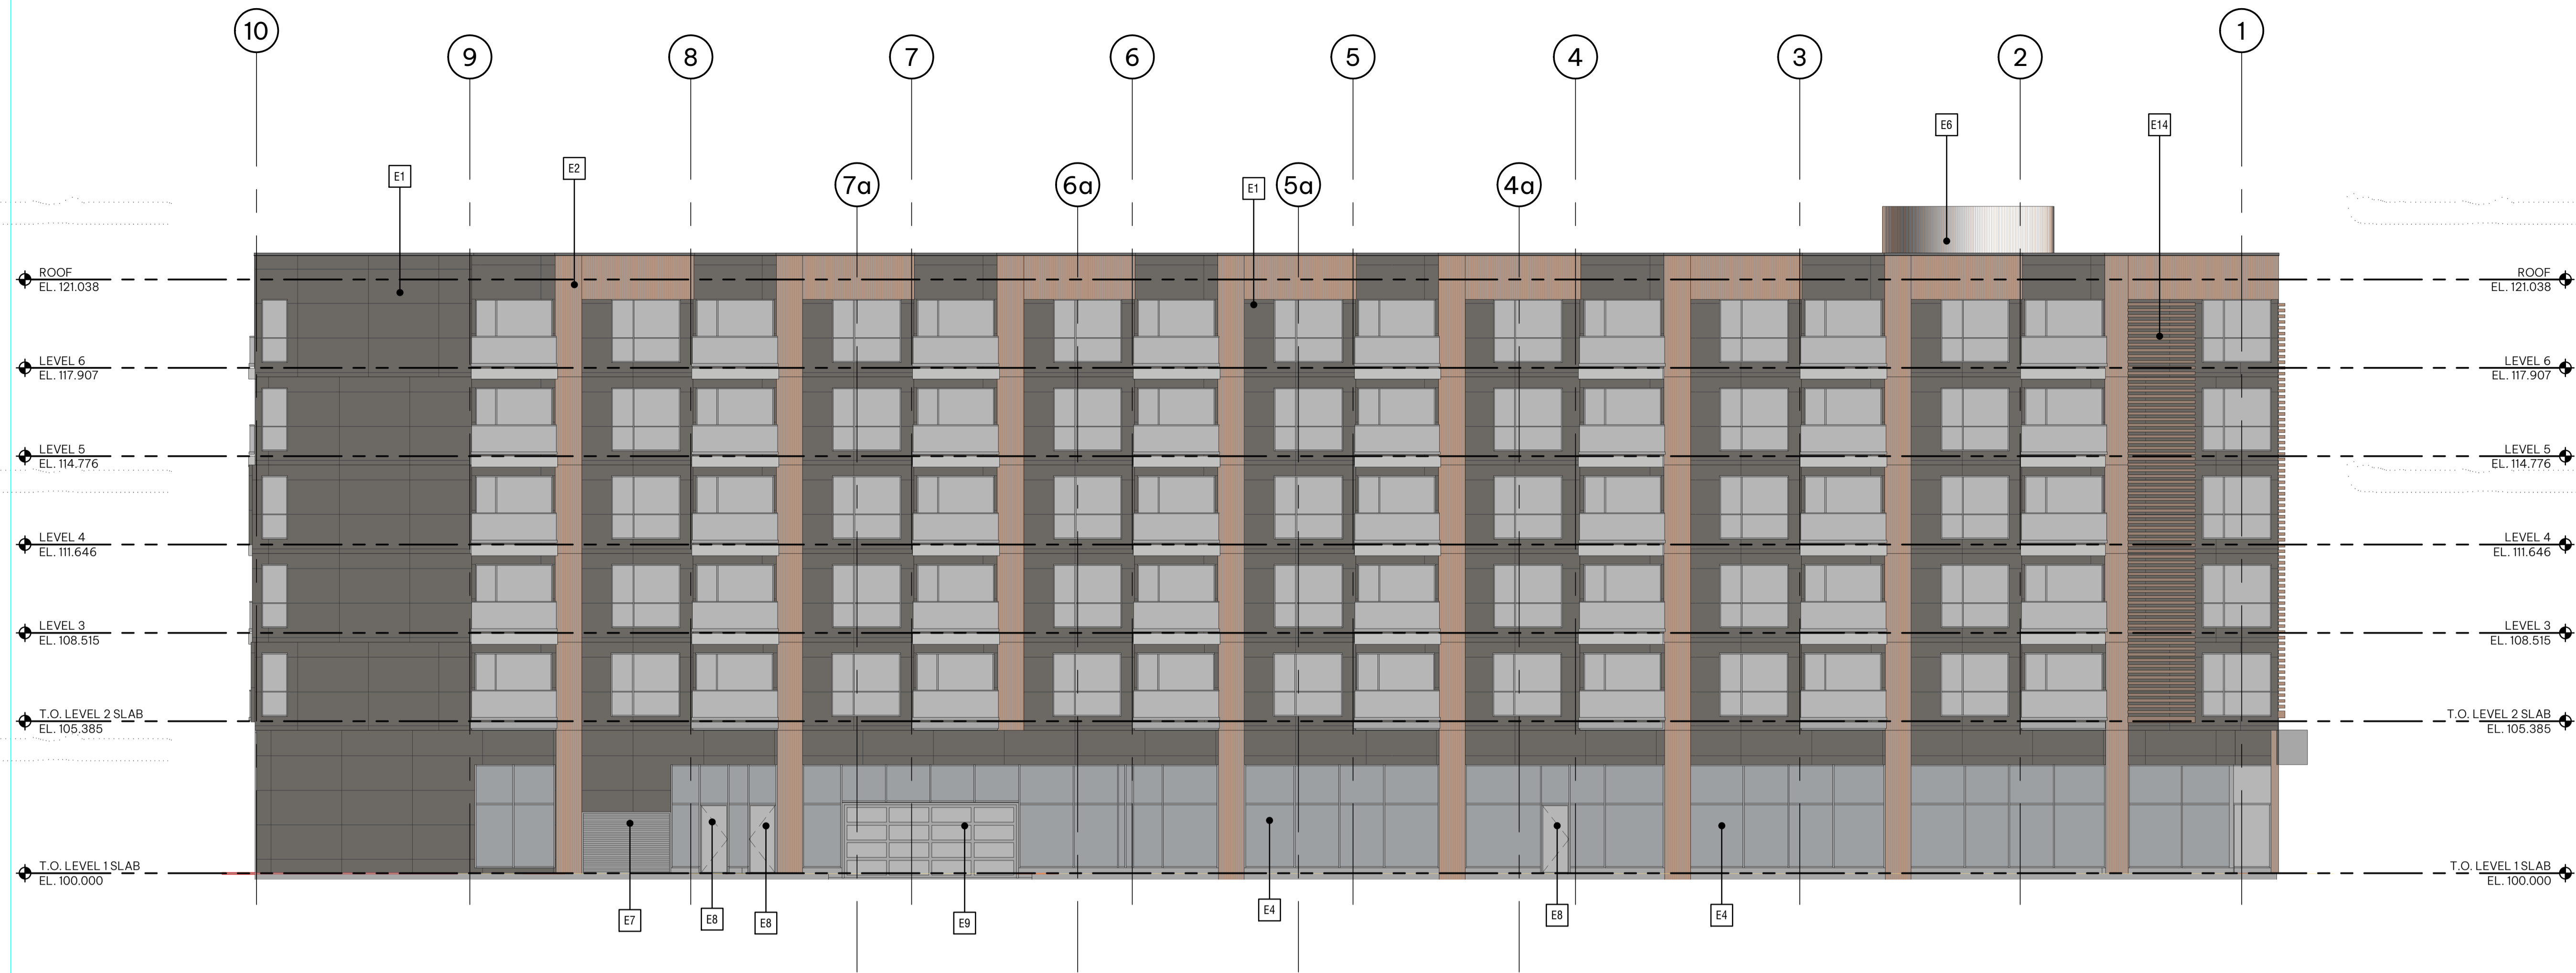 10
9
8
7
6
5
4
3
2
1
E6
E14
E1
E2
7a
6a
E1
5a
4a
ROOF
EL. 121.038
ROOF
EL. 121.038
LEVEL 6
EL. 117.907
LEVEL 6
EL. 117.907
LEVEL 5
EL. 114.776
LEVEL 5
EL. 114.776
LEVEL 4
EL. 111.646
LEVEL 4
EL. 111.646
LEVEL 3
EL. 108.515
LEVEL 3
EL. 108.515
T.O. LEVEL 2 SLAB
EL. 105.385
T.O. LEVEL 2 SLAB
EL. 105.385
T.O. LEVEL 1 SLAB
EL. 100.000
T.O. LEVEL 1 SLAB
EL. 100.000
E7
E8
E8
E9
E4
E8
E4